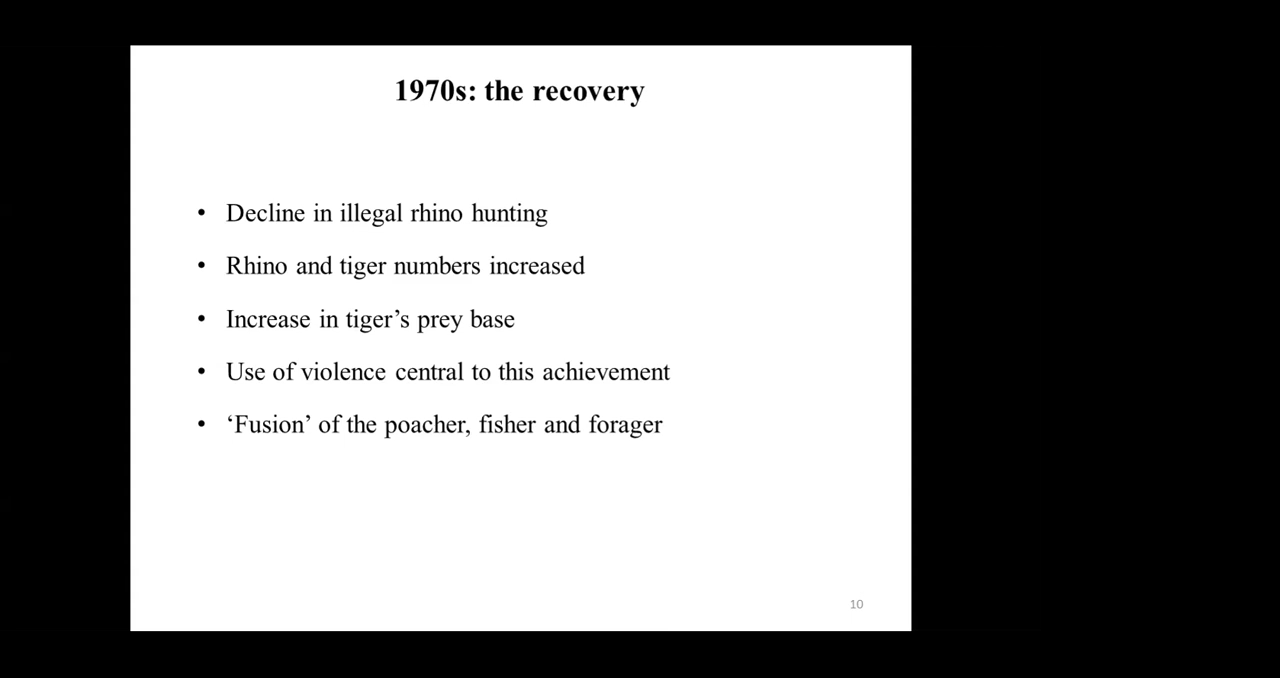 1970s: the recovery
• Decline in illegal rhino hunting
• Rhino and tiger numbers increased
• Increase in tiger’s prey base
• Use of violence central to this achievement
• ‘Fusion’ of the poacher, fisher and forager
10